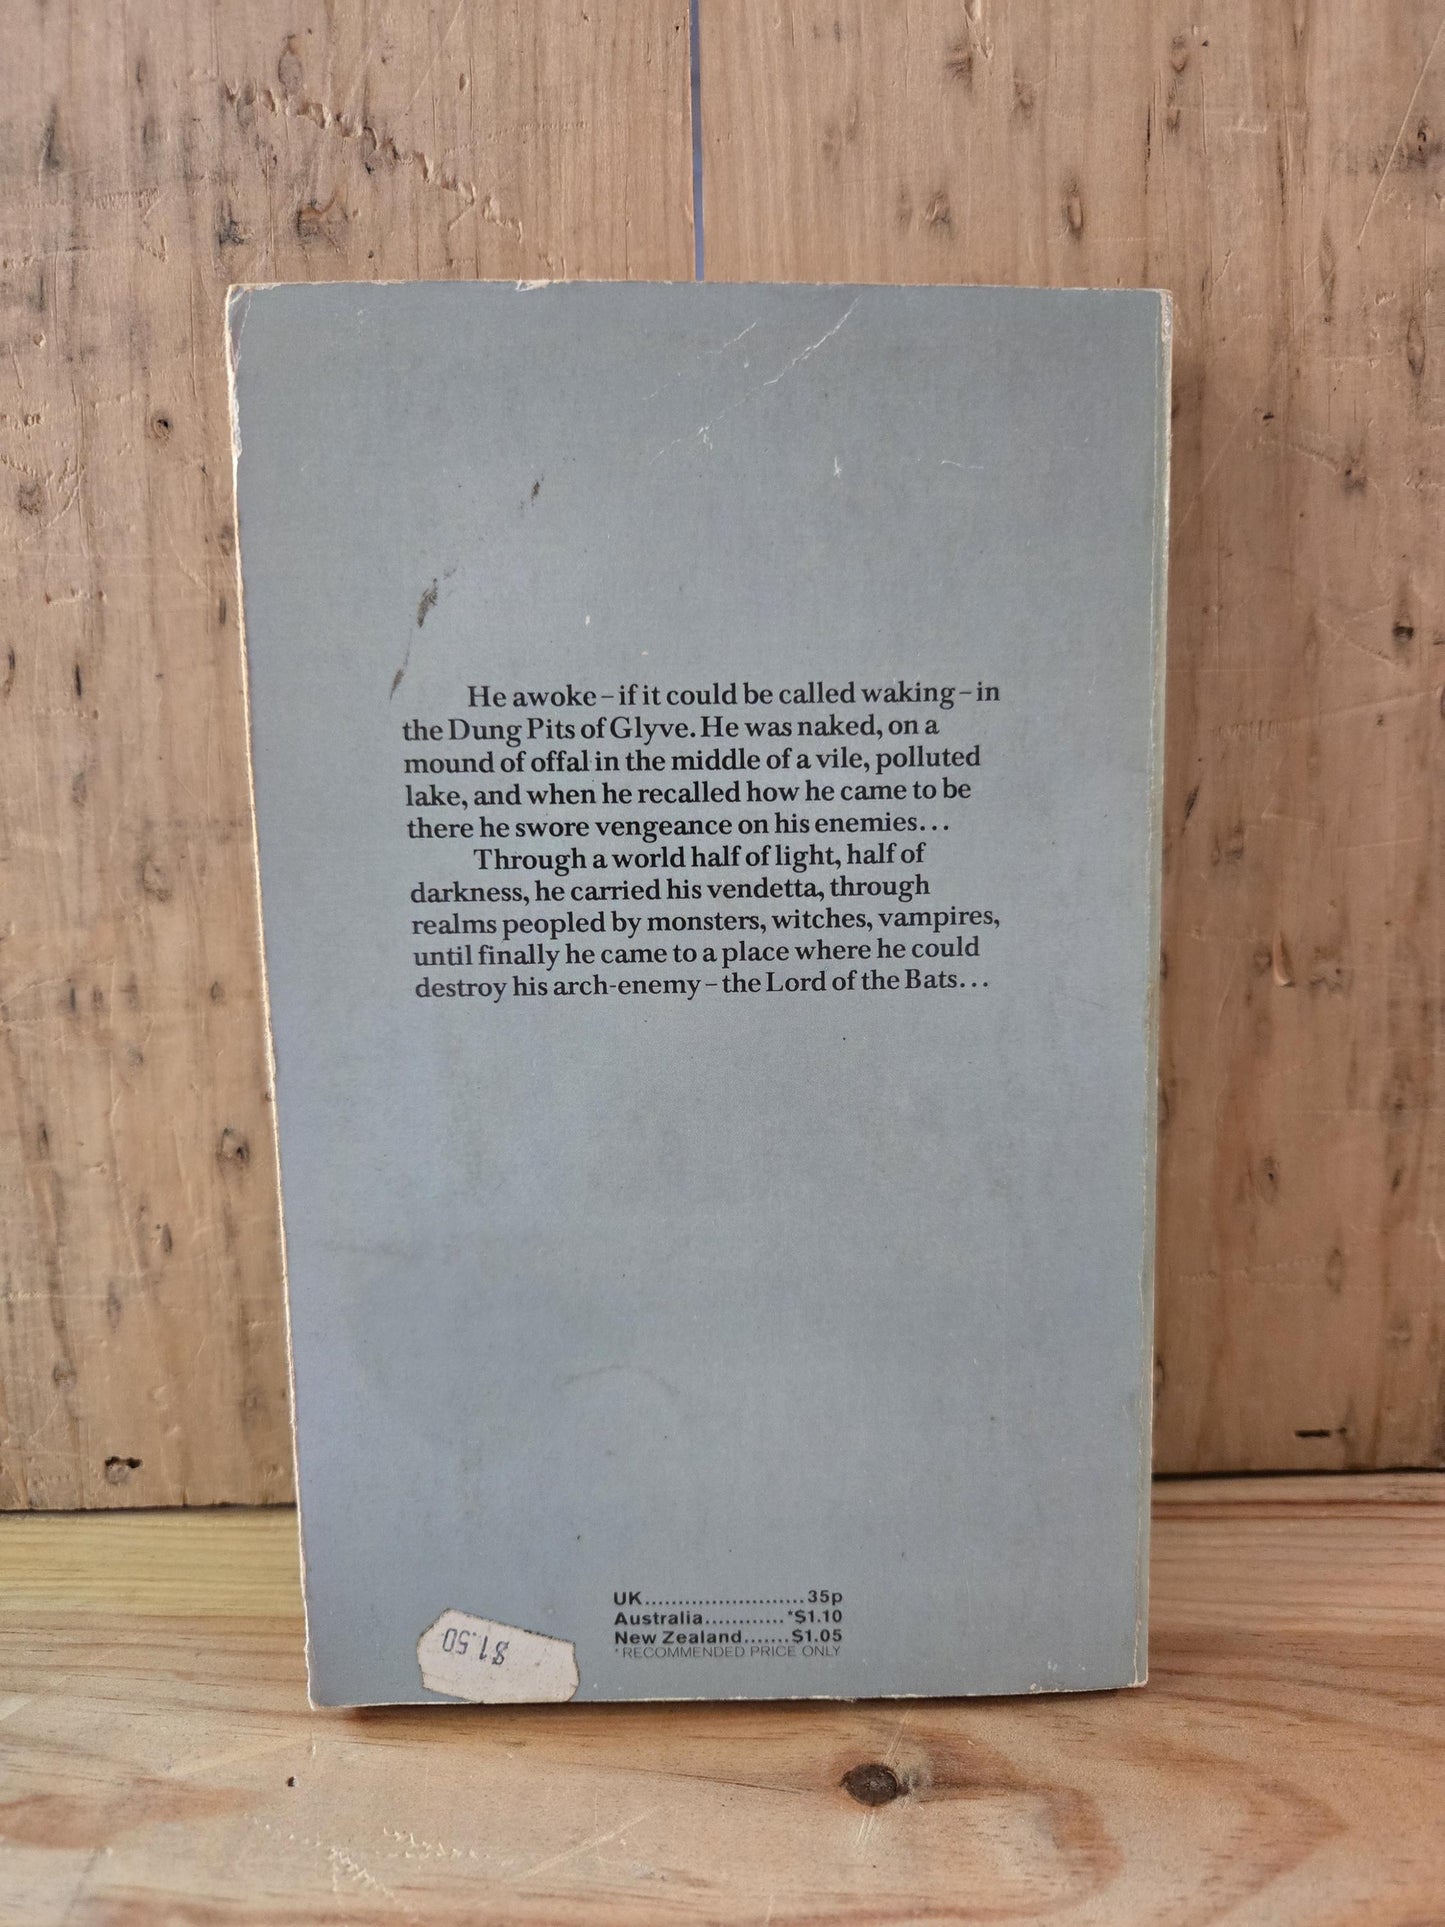 He awoke – if it could be called waking – in
the Dung Pits of Glyve. He was naked, on a
mound of offal in the middle of a vile, polluted
lake, and when he recalled how he came to be
there he swore vengeance on his enemies...
Through a world half of light, half of
darkness, he carried his vendetta, through
realms peopled by monsters, witches, vampires,
until finally he came to a place where he could
destroy his arch-enemy – the Lord of the Bats...
UK........................35p
Australia............*$1.10
New Zealand.......$1.05
*RECOMMENDED PRICE ONLY
$1.50